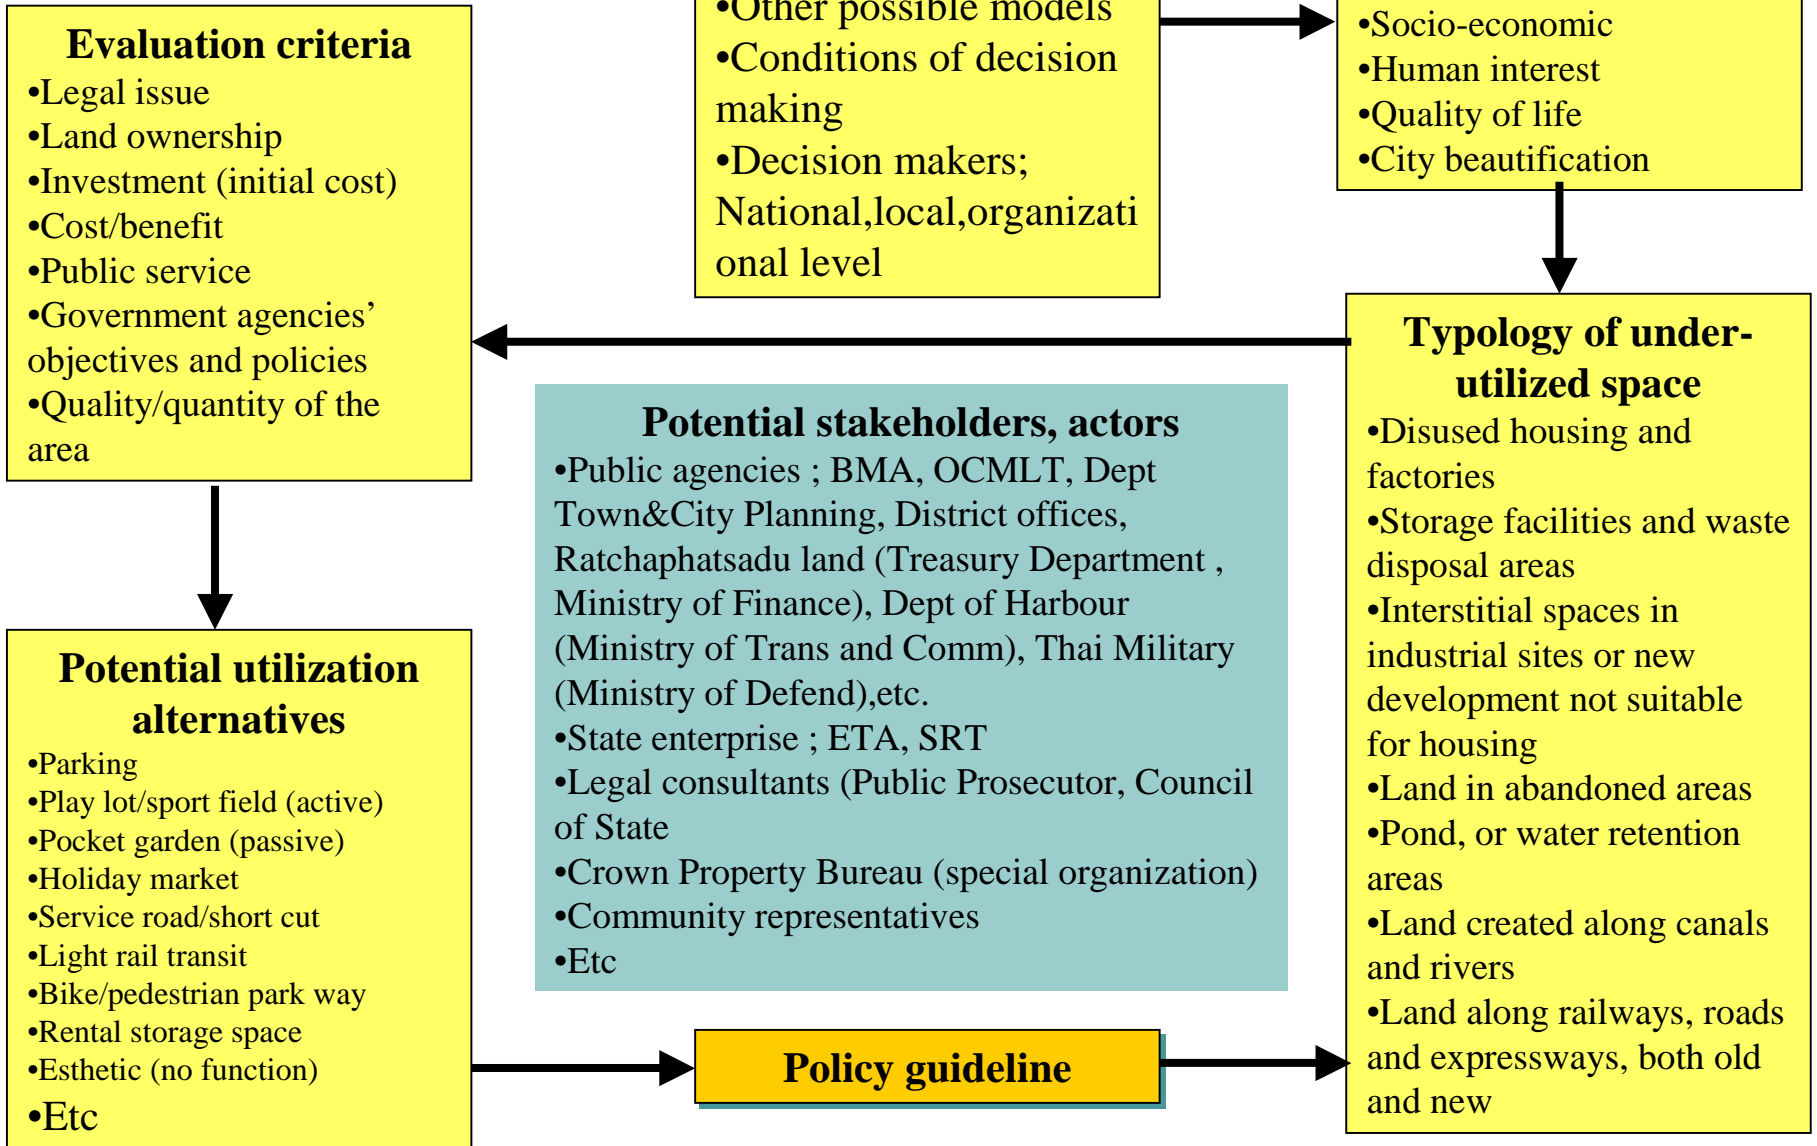 •Other possible models
•Conditions of decision
making
•Decision makers;
National,local,organizati
onal level
•Socio-economic
•Human interest
•Quality of life
•City beautification
Evaluation criteria
•Legal issue
•Land ownership
•Investment (initial cost)
•Cost/benefit
•Public service
•Government agencies’
objectives and policies
•Quality/quantity of the
area
Typology of under-
utilized space
•Disused housing and
factories
•Storage facilities and waste
disposal areas
•Interstitial spaces in
industrial sites or new
development not suitable
for housing
•Land in abandoned areas
•Pond, or water retention
areas
•Land created along canals
and rivers
•Land along railways, roads
and expressways, both old
and new
Potential stakeholders, actors
•Public agencies ; BMA, OCMLT, Dept
Town&City Planning, District offices,
Ratchaphatsadu land (Treasury Department ,
Ministry of Finance), Dept of Harbour
(Ministry of Trans and Comm), Thai Military
(Ministry of Defend),etc.
•State enterprise ; ETA, SRT
•Legal consultants (Public Prosecutor, Council
of State
•Crown Property Bureau (special organization)
•Community representatives
•Etc
Potential utilization
alternatives
•Parking
•Play lot/sport field (active)
•Pocket garden (passive)
•Holiday market
•Service road/short cut
•Light rail transit
•Bike/pedestrian park way
•Rental storage space
•Esthetic (no function)
•Etc
Policy guideline